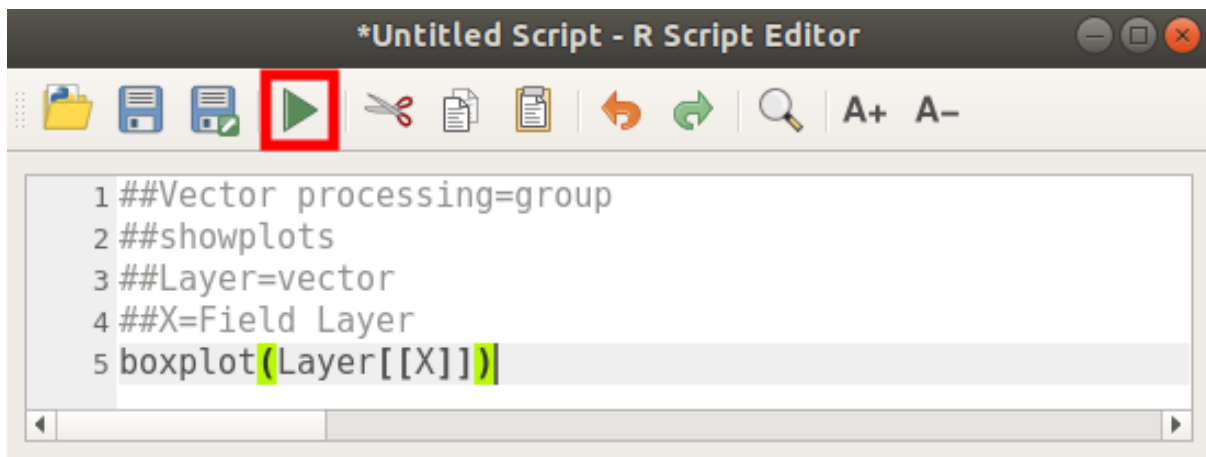 *Untitled Script - R Script Editor
A+ A-
1 ##Vector processing=group
2 ##showplots
3 ##Layer=vector
4 ##X=Field Layer
5 boxplot(Layer[[X]])